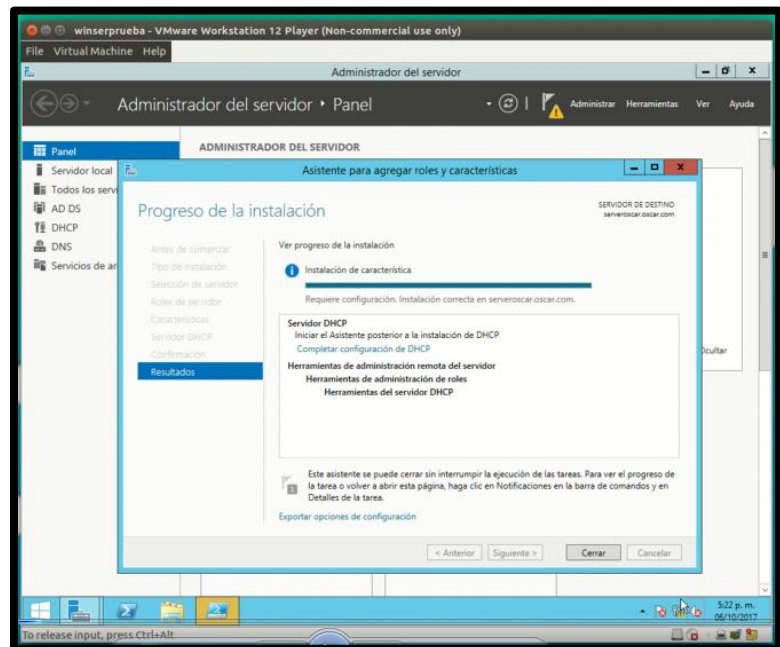 winserprueba - VMware Workstation 12 Player (Non-commercial use only)
File Virtual Machine Help
Administrador del servidor
Administrador del servidor • Panel
Administrar Herramientas Ver Ayuda
Panel
Servidor local
Todos los servi
AD DS
DHCP
DNS
Servicios de ar
ADMINISTRADOR DEL SERVIDOR
Asistente para agregar roles y características
Progreso de la instalación
SERVIDOR DE DESTINO
serveroscar.oscar.com
Antes de comenzar
Tipo de instalación
Selección de servidor
Roles de servidor
Características
Servidor DHCP
Confirmación
Resultados
Ver progreso de la instalación
Instalación de característica
Requiere configuración. Instalación correcta en serveroscar.oscar.com.
Servidor DHCP
Iniciar el Asistente posterior a la instalación de DHCP
Completar configuración de DHCP
Herramientas de administración remota del servidor
Herramientas de administración de roles
Herramientas del servidor DHCP
Este asistente se puede cerrar sin interrumpir la ejecución de las tareas. Para ver el progreso de
la tarea o volver a abrir esta página, haga clic en Notificaciones en la barra de comandos y en
Detalles de la tarea.
Exportar opciones de configuración
< Anterior Siguiente > Cerrar Cancelar
Ocultar
5:22 p. m.
06/10/2017
To release input, press Ctrl+Alt